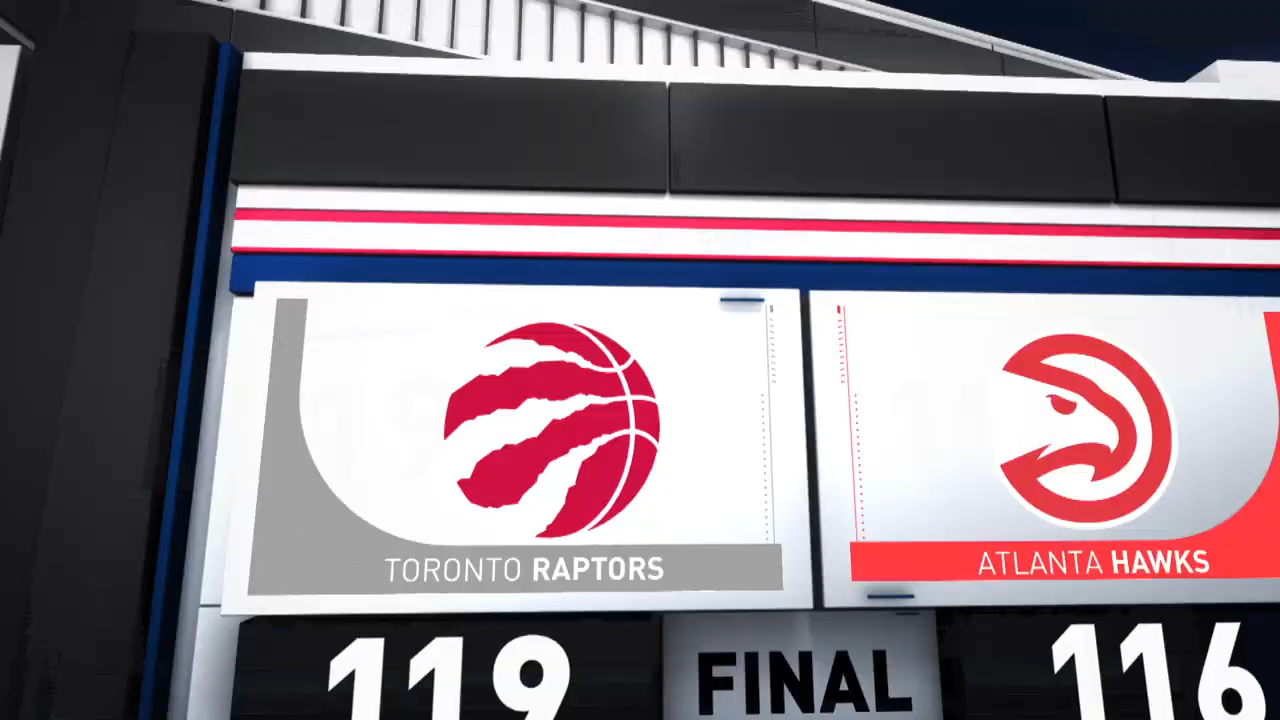 TORONTO RAPTORS
ATLANTA HAWKS
119
FINAL
116